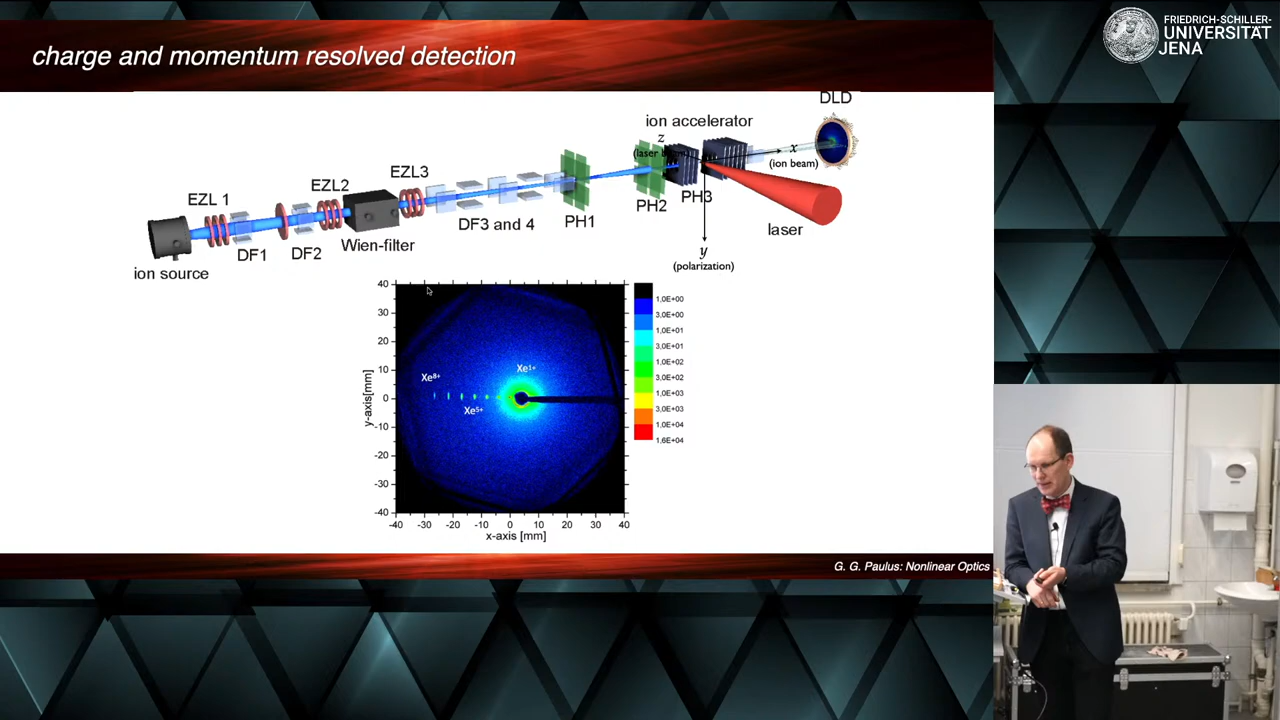 charge and momentum resolved detection
FRIEDRICH-SCHILLER-
UNIVERSITÄT
JENA
DLD
ion accelerator
z
(laser beam)
x
(ion beam)
EZL3
EZL2
EZL 1
PH3
PH2
PH1
DF3 and 4
laser
Wien-filter
DF2
DF1
ion source
y
(polarization)
40
30
20
10
0
-10
-20
-30
-40
y-axis[mm]
Xe8+
Xe1+
Xe5+
-40 -30 -20 -10 0 10 20 30 40
x-axis [mm]
1,0E+00
3,0E+00
1,0E+01
3,0E+01
1,0E+02
3,0E+02
1,0E+03
3,0E+03
1,0E+04
1,6E+04
G. G. Paulus: Nonlinear Optics